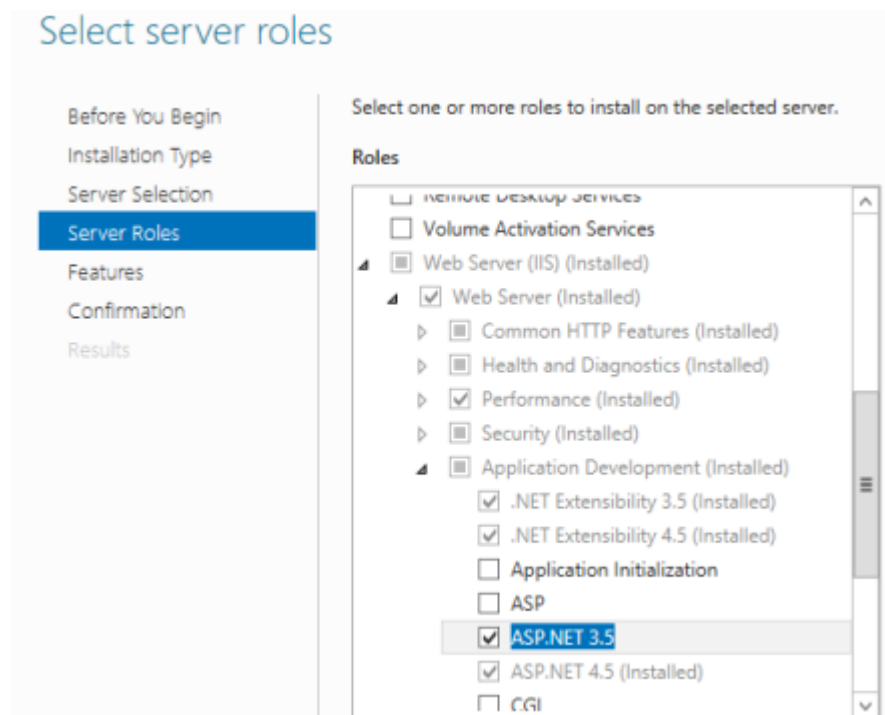 Select server roles
Before You Begin
Installation Type
Server Selection
Server Roles
Features
Confirmation
Results
Select one or more roles to install on the selected server.
Roles
Remote Desktop Services
Volume Activation Services
Web Server (IIS) (Installed)
Web Server (Installed)
Common HTTP Features (Installed)
Health and Diagnostics (Installed)
Performance (Installed)
Security (Installed)
Application Development (Installed)
.NET Extensibility 3.5 (Installed)
.NET Extensibility 4.5 (Installed)
Application Initialization
ASP
ASP.NET 3.5
ASP.NET 4.5 (Installed)
CGI